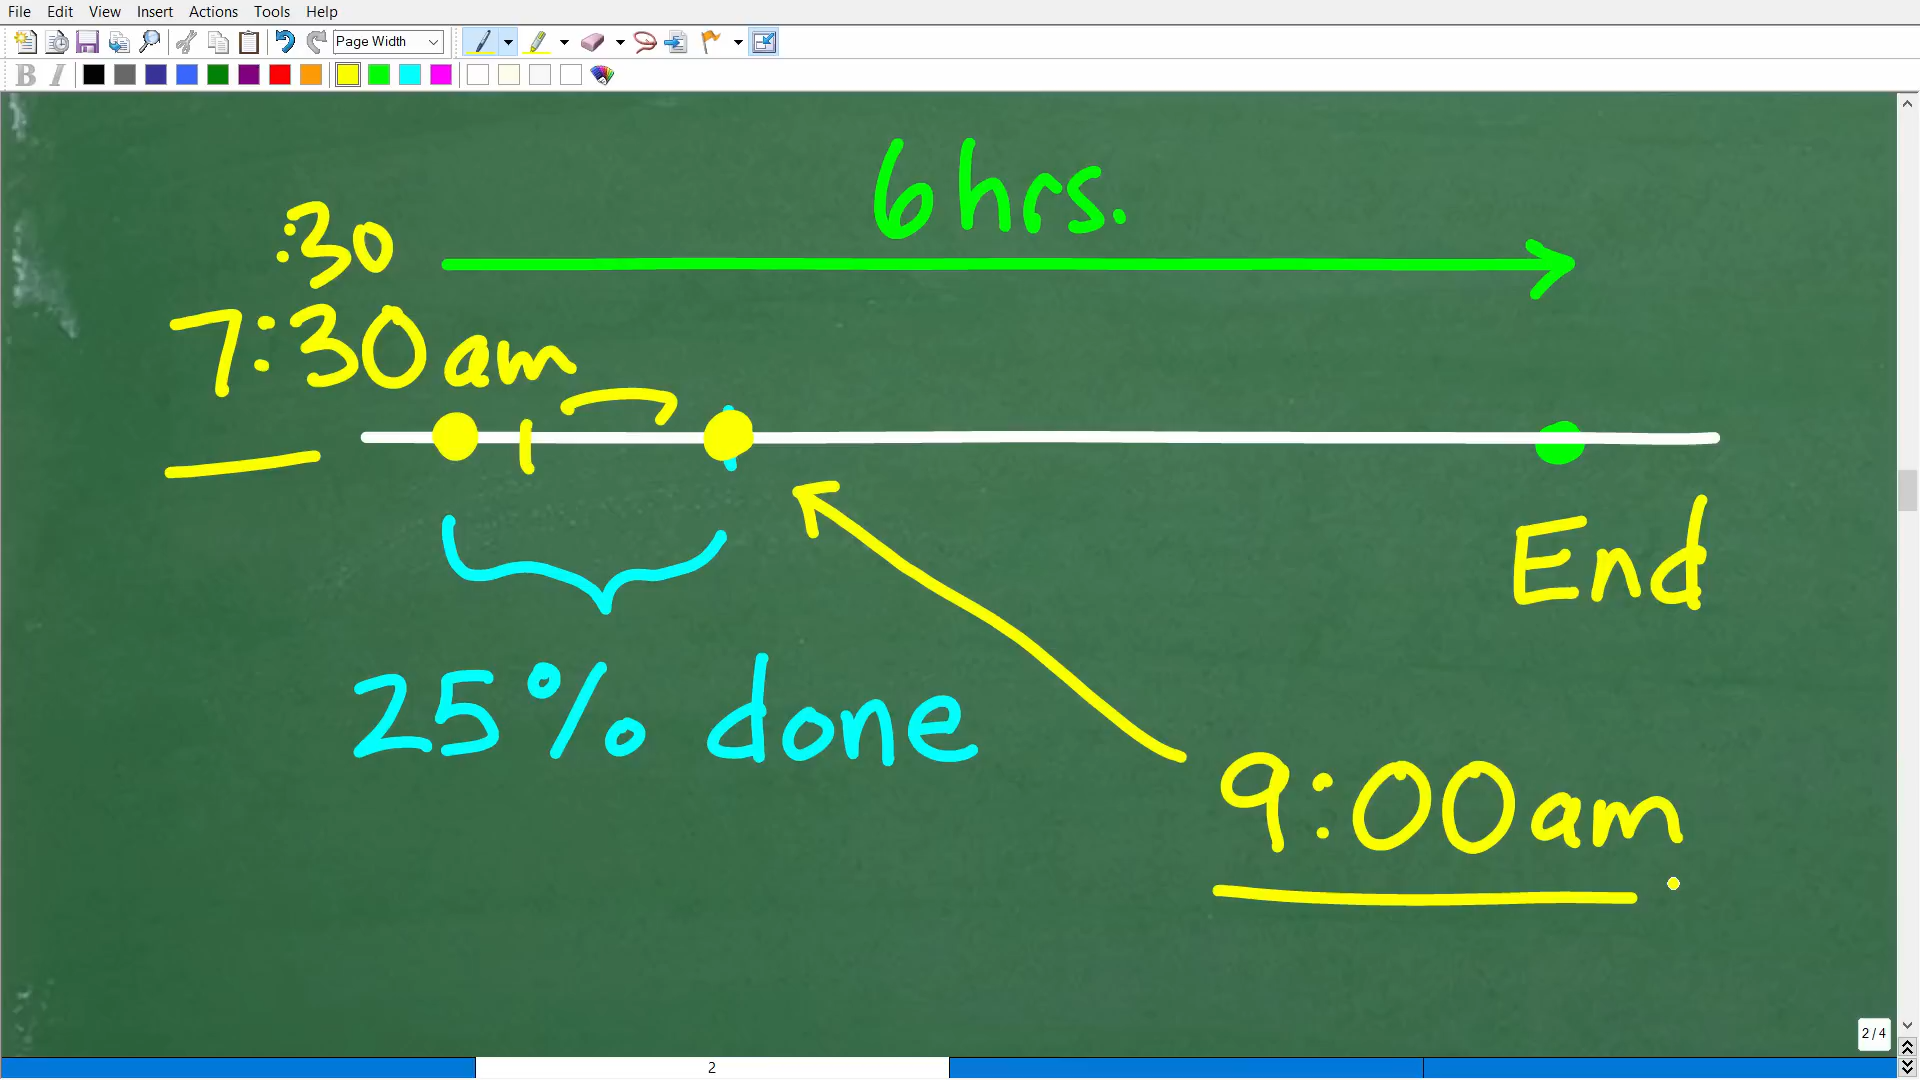 File Edit View Insert Actions Tools Help
Page Width
B I
6 hrs.
:30
7:30 am
End
25% done
9:00 am
2 / 4
2